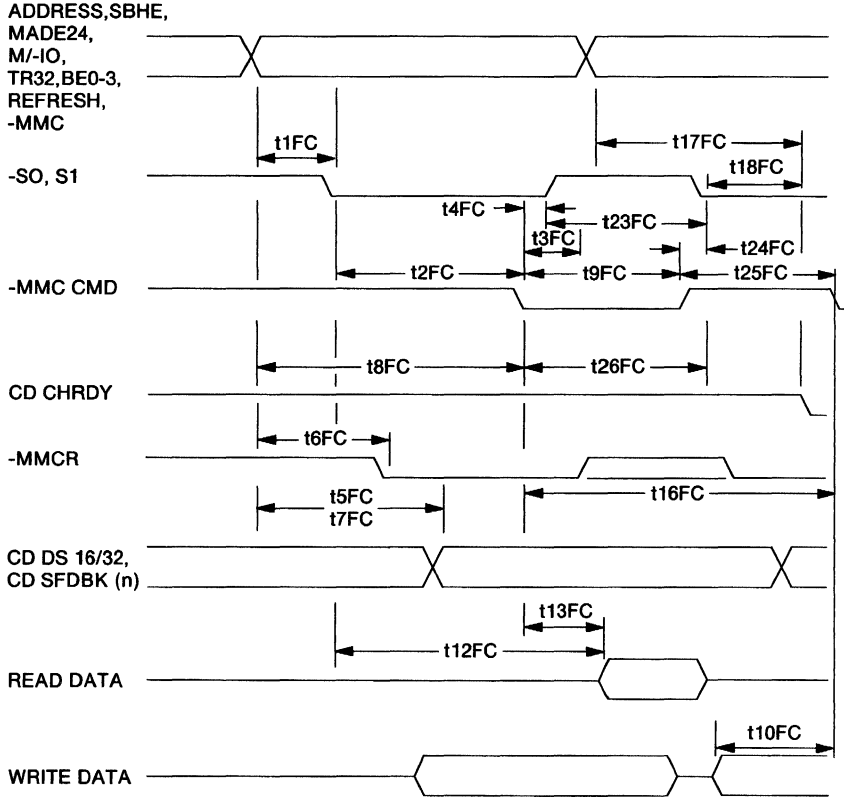 ADDRESS,SBHE,
MADE24,
M/-IO,
TR32,BE0-3,
REFRESH,
-MMC
t1FC
t17FC
-SO, S1
t18FC
t4FC
t23FC
t3FC
t24FC
t2FC
t9FC
t25FC
-MMC CMD
t8FC
t26FC
CD CHRDY
t6FC
-MMCR
t5FC
t7FC
t16FC
CD DS 16/32,
CD SFDBK (n)
t13FC
t12FC
READ DATA
t10FC
WRITE DATA